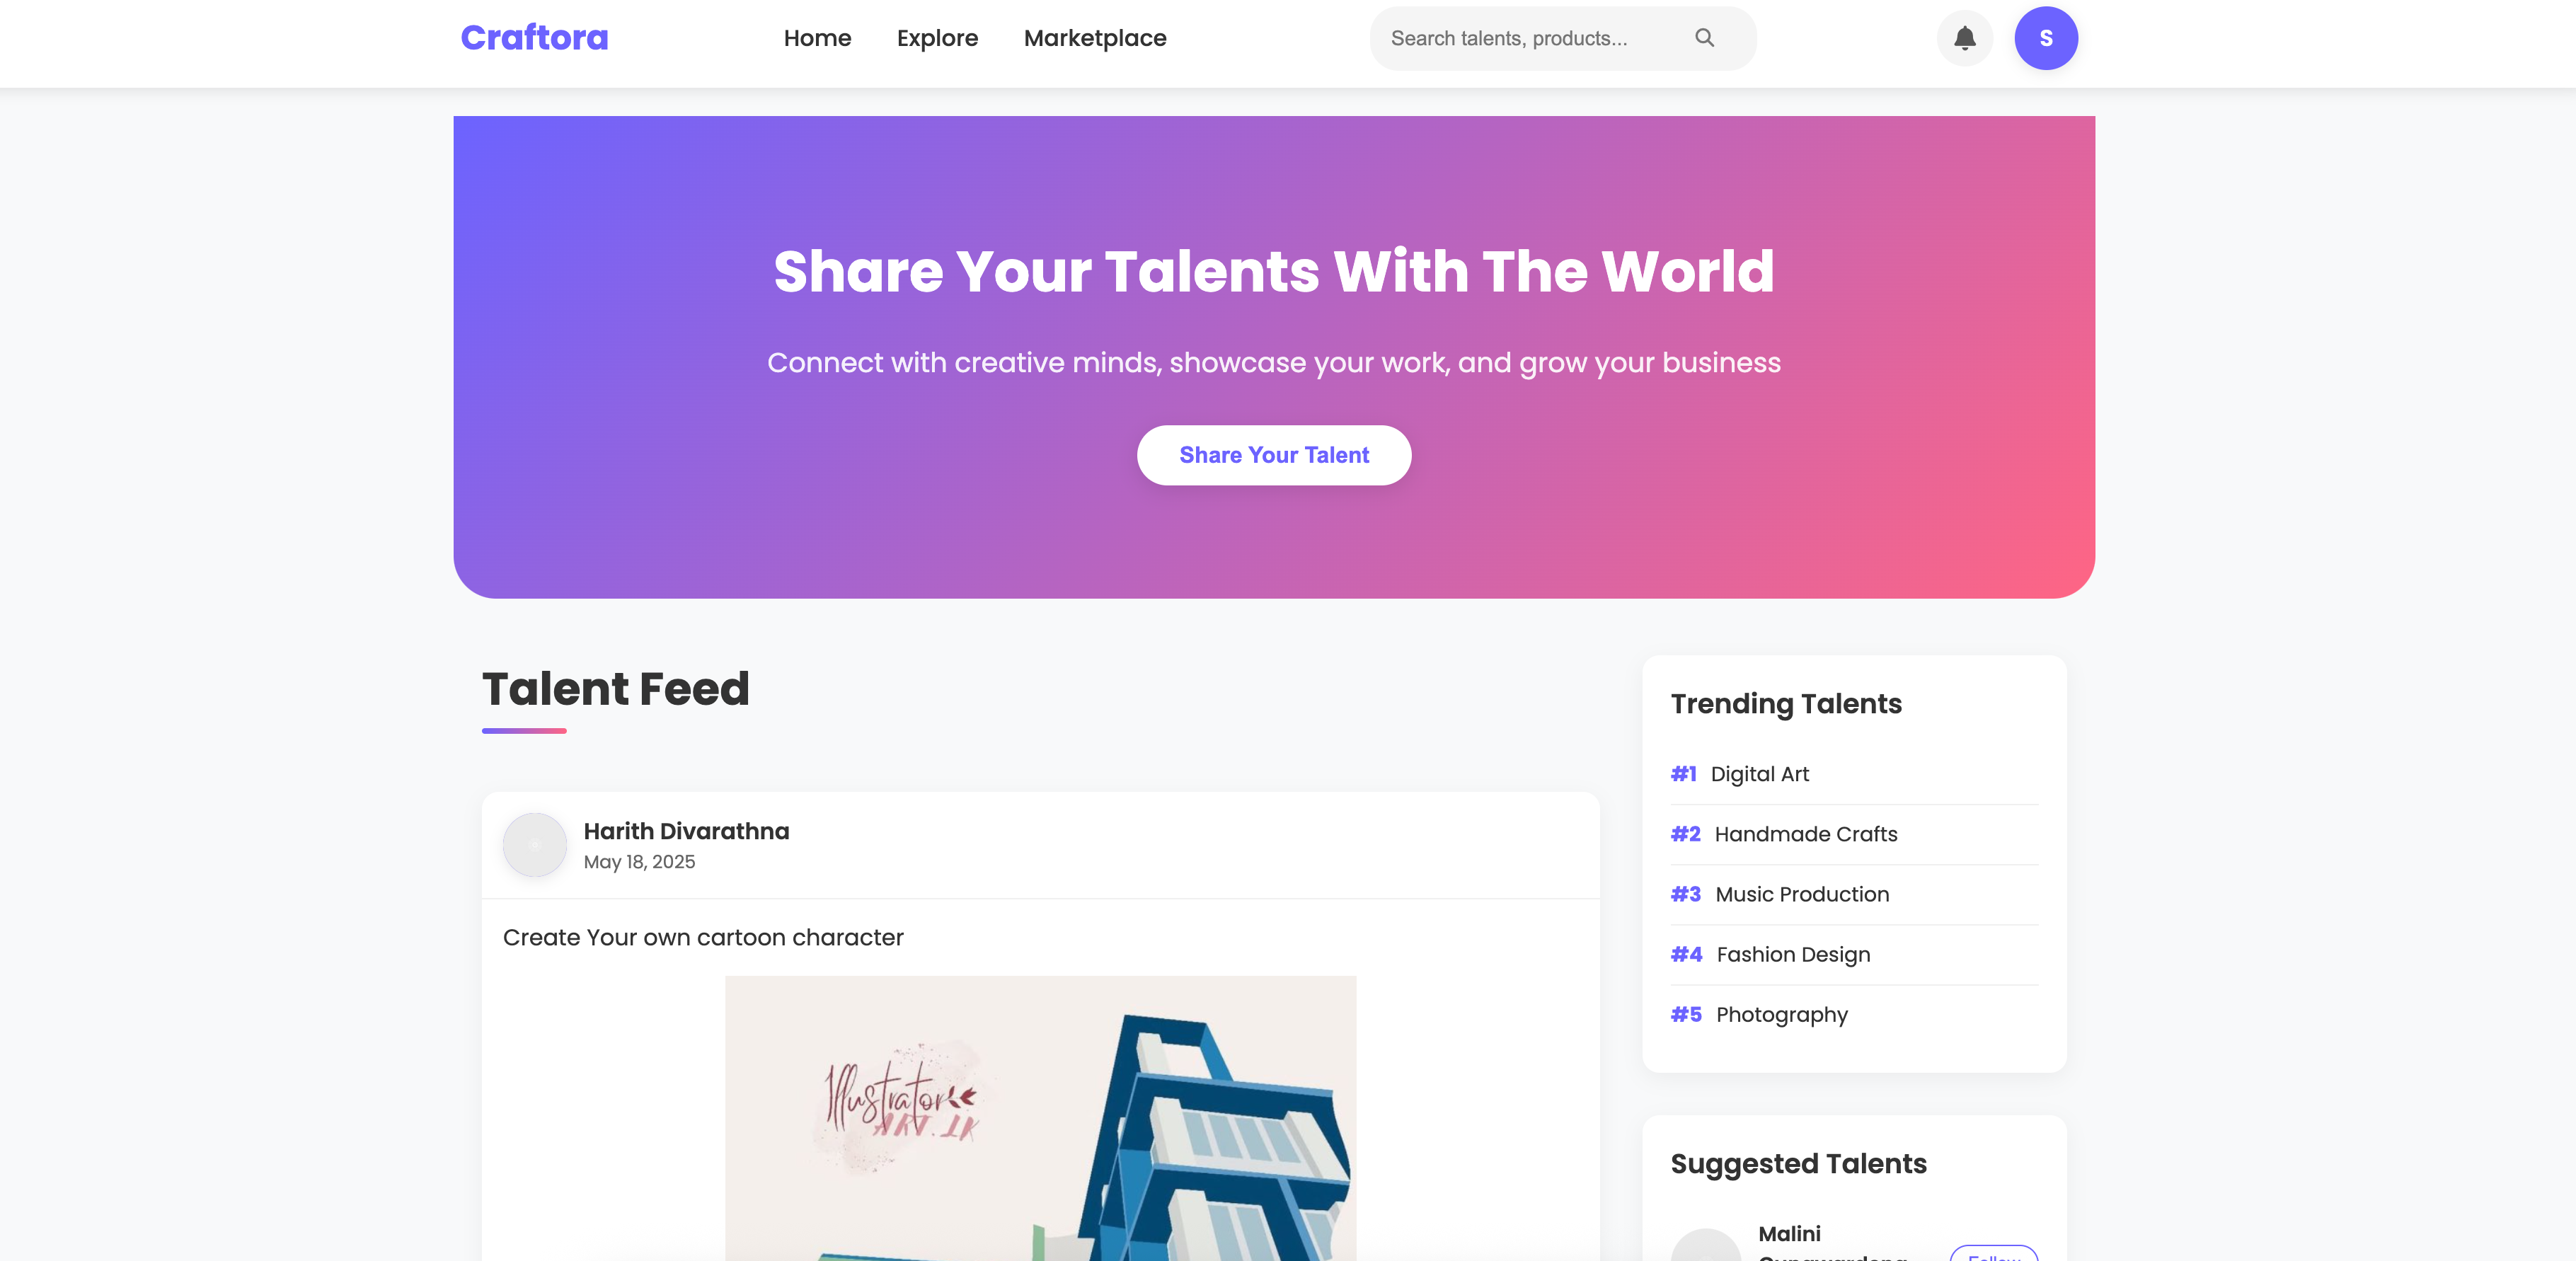 Craftora
Home Explore Marketplace
Search talents, products...
S
Share Your Talents With The World
Connect with creative minds, showcase your work, and grow your business
Share Your Talent
Talent Feed
Harith Divarathna
May 18, 2025
Create Your own cartoon character
Illustrator
ART.LK
Trending Talents
#1 Digital Art
#2 Handmade Crafts
#3 Music Production
#4 Fashion Design
#5 Photography
Suggested Talents
Malini
Follow